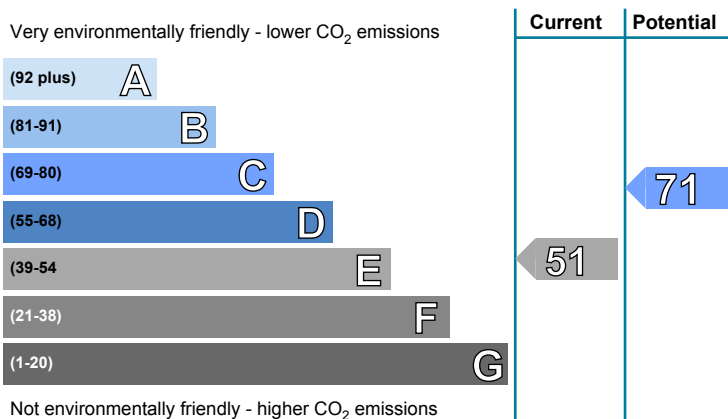 Current Potential
Very environmentally friendly - lower CO2 emissions
(92 plus) A
(81-91) B
(69-80) C
71
(55-68) D
(39-54 E
51
(21-38) F
(1-20) G
Not environmentally friendly - higher CO2 emissions